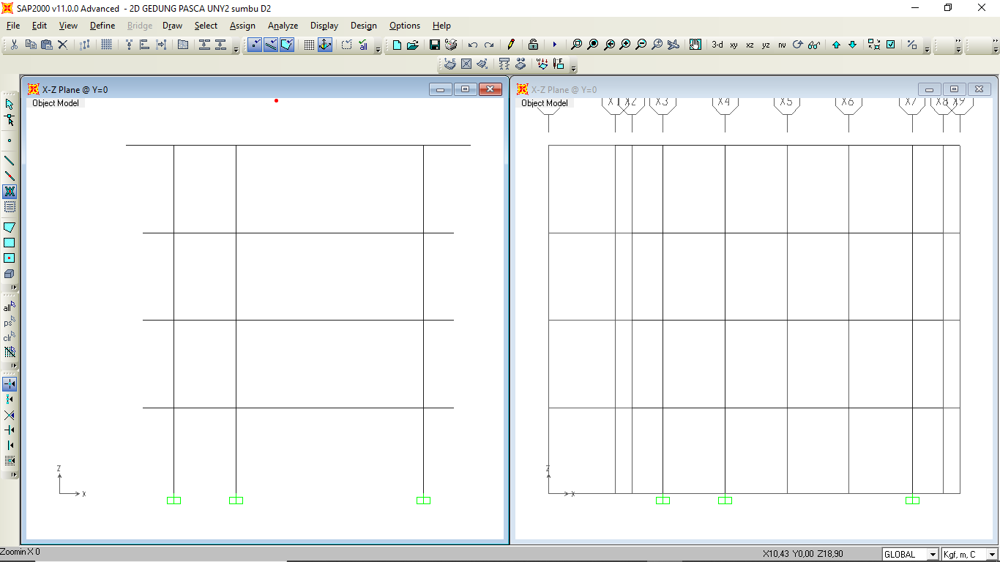 SAP2000 v11.0.0 Advanced - 2D GEDUNG PASCA UNY2 sumbu D2
File Edit View Define Bridge Draw Select Assign Analyze Display Design Options Help
all 3-d xy xz yz nv
X-Z Plane @ Y=0
Object Model
Z
X
X-Z Plane @ Y=0
Object Model
X1 X2 X3 X4 X5 X6 X7 X8 X9
Z
X
all
ps
clr
Zoomin X 0
X10,43 Y0,00 Z18,90
GLOBAL
Kgf, m, C